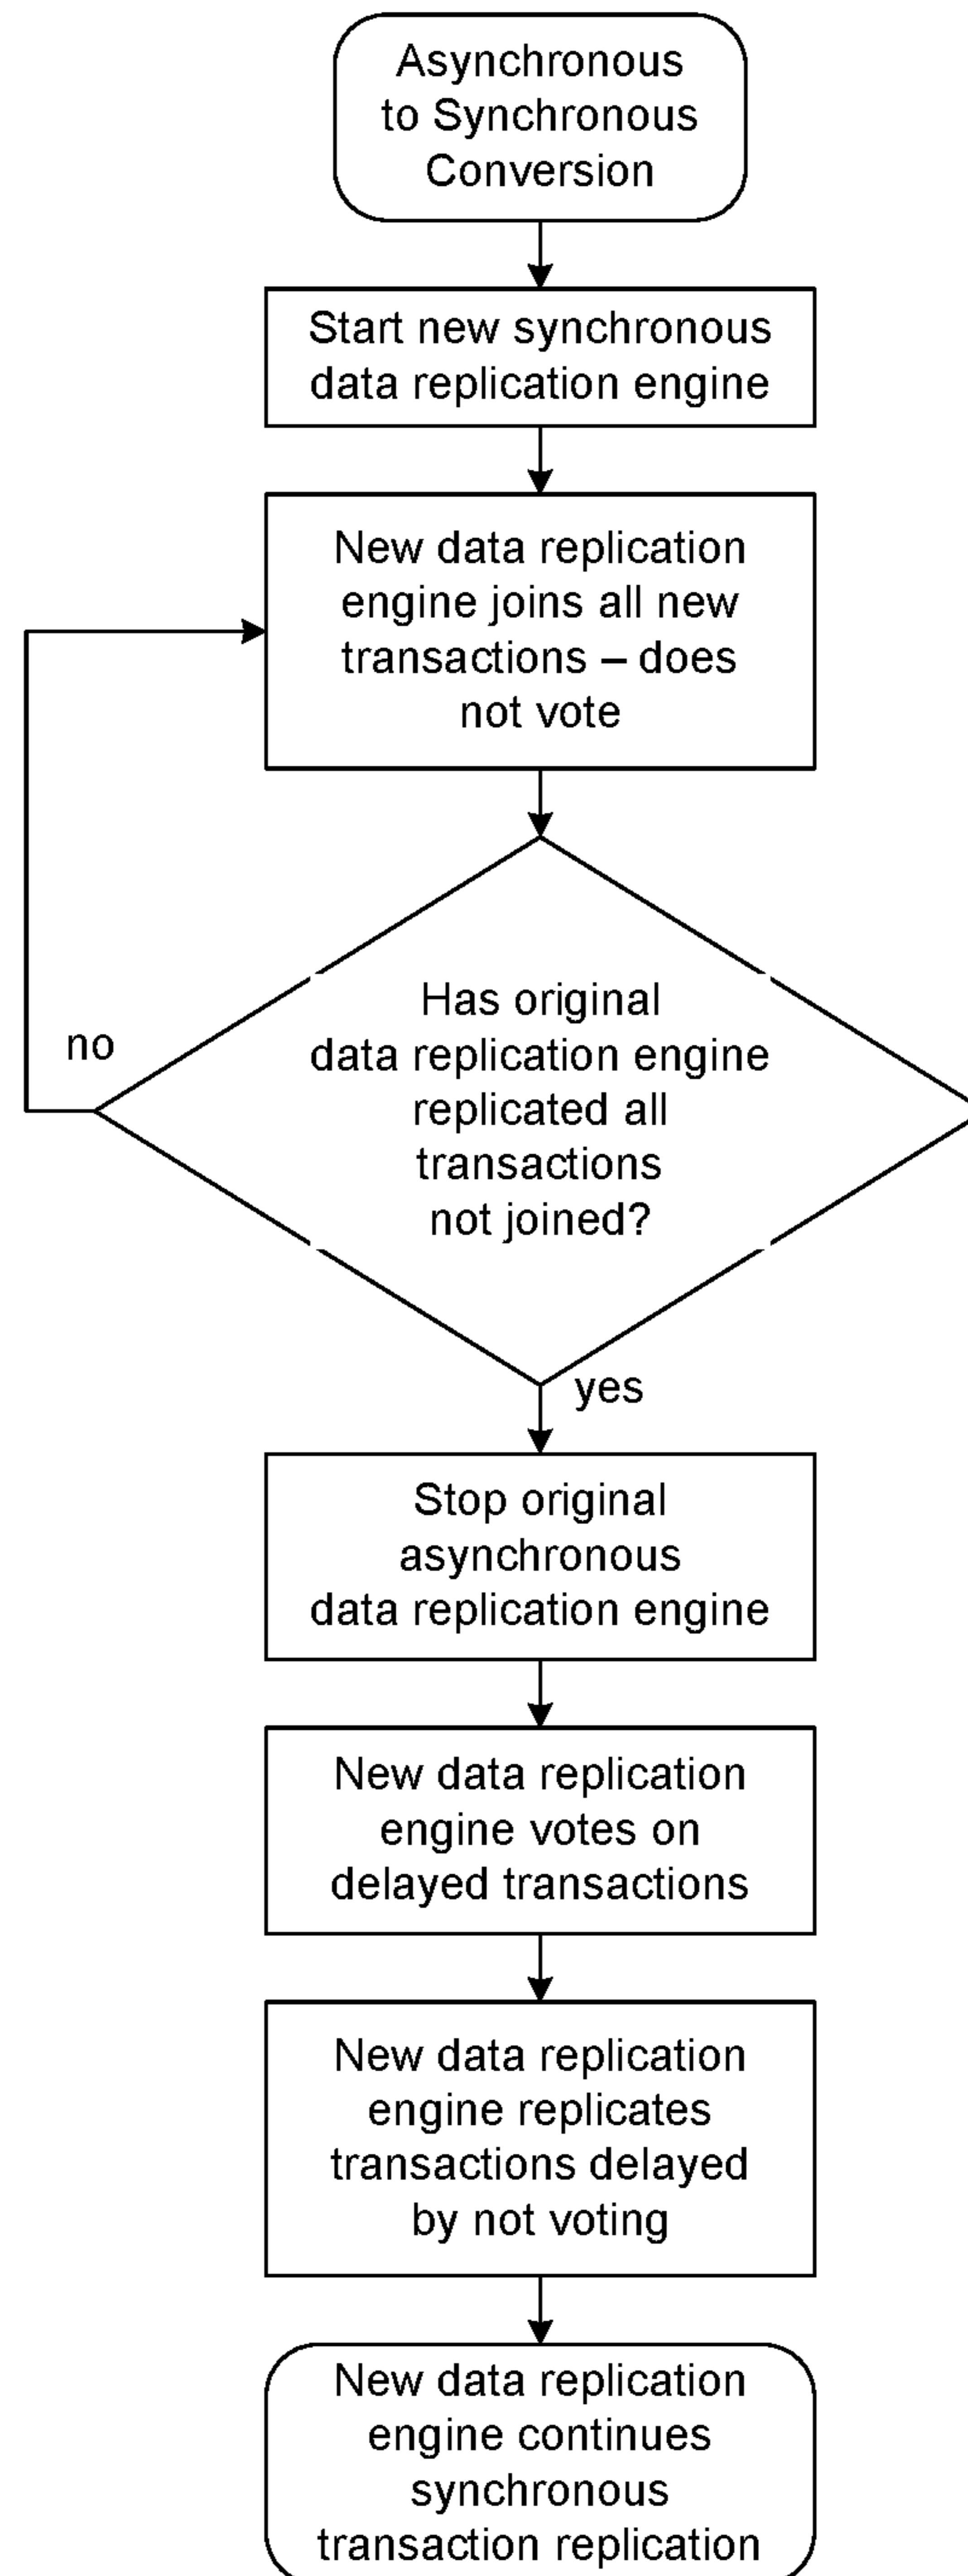 Asynchronous
to Synchronous
Conversion
Start new synchronous
data replication engine
New data replication
engine joins all new
transactions – does
not vote
Has original
data replication engine
replicated all
transactions
not joined?
no
yes
Stop original
asynchronous
data replication engine
New data replication
engine votes on
delayed transactions
New data replication
engine replicates
transactions delayed
by not voting
New data replication
engine continues
synchronous
transaction replication